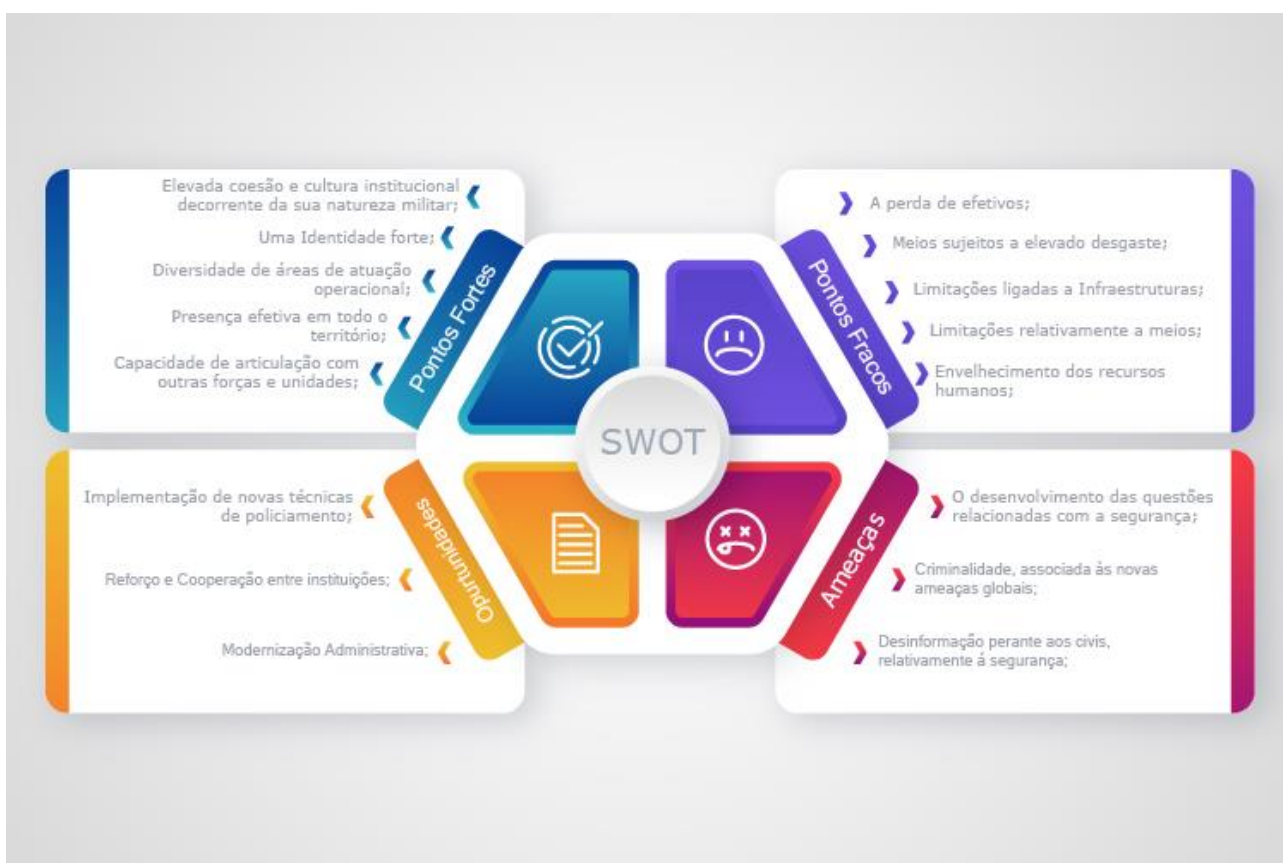 Elevada coesão e cultura institucional
decorrente da sua natureza militar;
Uma Identidade forte;
Diversidade de áreas de atuação
operacional;
Presença efetiva em todo o
território;
Capacidade de articulação com
outras forças e unidades;
Pontos Fortes
A perda de efetivos;
Meios sujeitos a elevado desgaste;
Limitações ligadas a Infraestruturas;
Limitações relativamente a meios;
Envelhecimento dos recursos
humanos;
Pontos Fracos
SWOT
Implementação de novas técnicas
de policiamento;
Reforço e Cooperação entre instituições;
Modernização Administrativa;
Opurtunidades
O desenvolvimento das questões
relacionadas com a segurança;
Criminalidade, associada às novas
ameaças globais;
Desinformação perante aos civis,
relativamente á segurança;
Ameaças